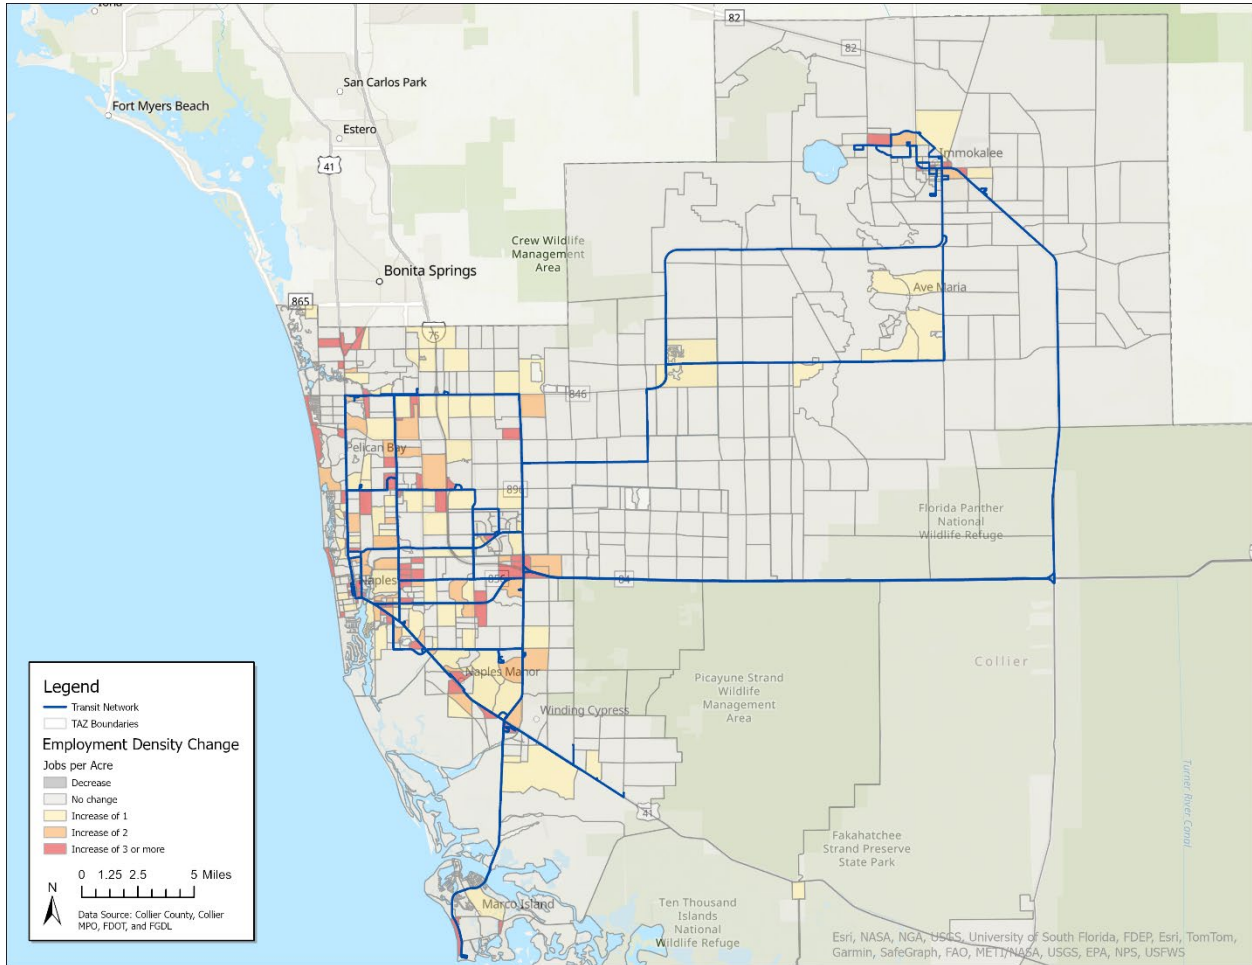 Iona
82
82
San Carlos Park
Fort Myers Beach
Estero
41
Immokalee
Crew Wildlife
Management
Area
Bonita Springs
Ave Maria
865
75
846
Pelican Bay
896
Florida Panther
National
Wildlife Refuge
Naples
856
84
Collier
Naples Manor
Picayune Strand
Wildlife
Management
Area
Winding Cypress
41
Turner River Canal
Fakahatchee
Strand Preserve
State Park
Marco Island
Ten Thousand
Islands
National
Wildlife Refuge
Legend
Transit Network
TAZ Boundaries
Employment Density Change
Jobs per Acre
Decrease
No change
Increase of 1
Increase of 2
Increase of 3 or more
0 1.25 2.5 5 Miles
N
Data Source: Collier County, Collier
MPO, FDOT, and FGDL
Esri, NASA, NGA, USGS, University of South Florida, FDEP, Esri, TomTom,
Garmin, SafeGraph, FAO, METI/NASA, USGS, EPA, NPS, USFWS